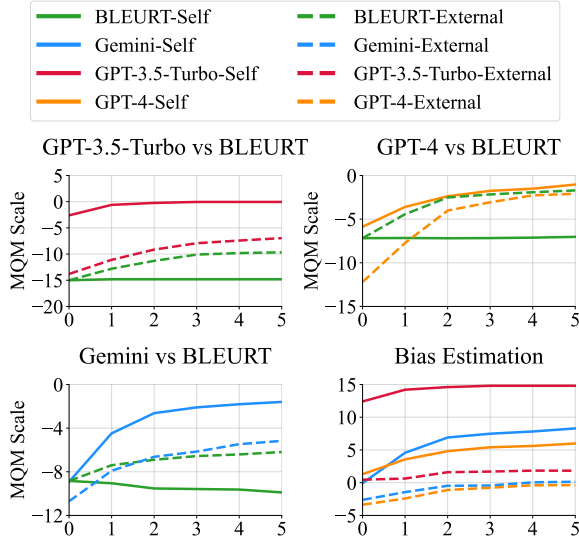 BLEURT-Self BLEURT-External
Gemini-Self Gemini-External
GPT-3.5-Turbo-Self GPT-3.5-Turbo-External
GPT-4-Self GPT-4-External
GPT-3.5-Turbo vs BLEURT
MQM Scale
5
0
−5
−10
−15
−20
0 1 2 3 4 5
GPT-4 vs BLEURT
MQM Scale
0
−5
−10
−15
0 1 2 3 4 5
Gemini vs BLEURT
MQM Scale
0
−4
−8
−12
0 1 2 3 4 5
Bias Estimation
15
10
5
0
−5
0 1 2 3 4 5